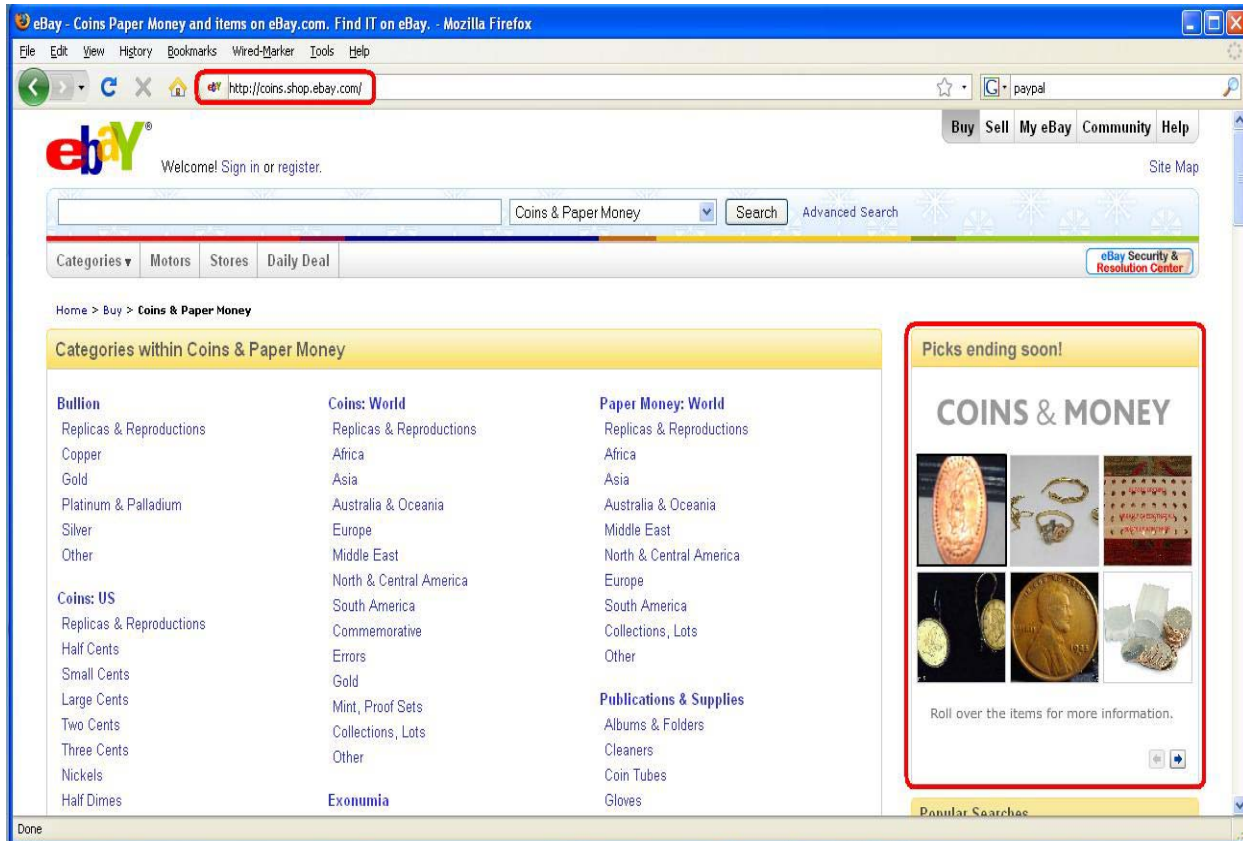 eBay - Coins Paper Money and items on eBay.com. Find IT on eBay. - Mozilla Firefox
File Edit View History Bookmarks Wired-Marker Tools Help
http://coins.shop.ebay.com/
paypal
Buy Sell My eBay Community Help
ebaY®
Welcome! Sign in or register.
Site Map
Coins & Paper Money
Search
Advanced Search
Categories ▾ Motors Stores Daily Deal
eBay Security &
Resolution Center
Home > Buy > Coins & Paper Money
Categories within Coins & Paper Money
Bullion
Replicas & Reproductions
Copper
Gold
Platinum & Palladium
Silver
Other
Coins: US
Replicas & Reproductions
Half Cents
Small Cents
Large Cents
Two Cents
Three Cents
Nickels
Half Dimes
Coins: World
Replicas & Reproductions
Africa
Asia
Australia & Oceania
Europe
Middle East
North & Central America
South America
Commemorative
Errors
Gold
Mint, Proof Sets
Collections, Lots
Other
Exonumia
Paper Money: World
Replicas & Reproductions
Africa
Asia
Australia & Oceania
Middle East
North & Central America
Europe
South America
Collections, Lots
Other
Publications & Supplies
Albums & Folders
Cleaners
Coin Tubes
Gloves
Picks ending soon!
COINS & MONEY
Roll over the items for more information.
Popular Searches
Done